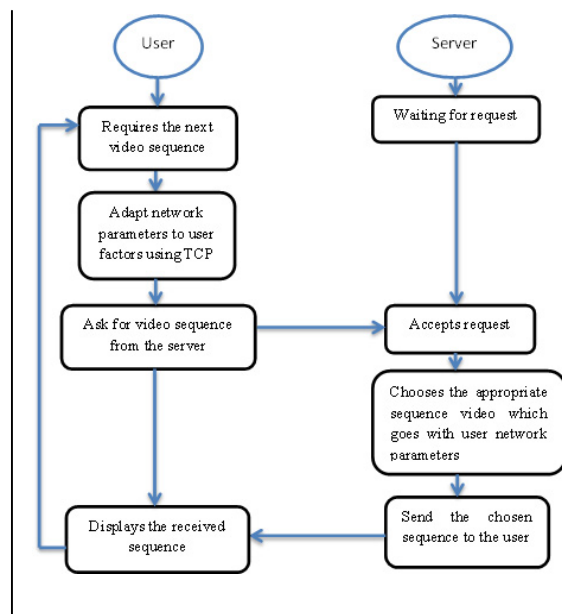 User
Server
Requires the next
video sequence
Waiting for request
Adapt network
parameters to user
factors using TCP
Ask for video sequence
from the server
Accepts request
Chooses the appropriate
sequence video which
goes with user network
parameters
Displays the received
sequence
Send the chosen
sequence to the user